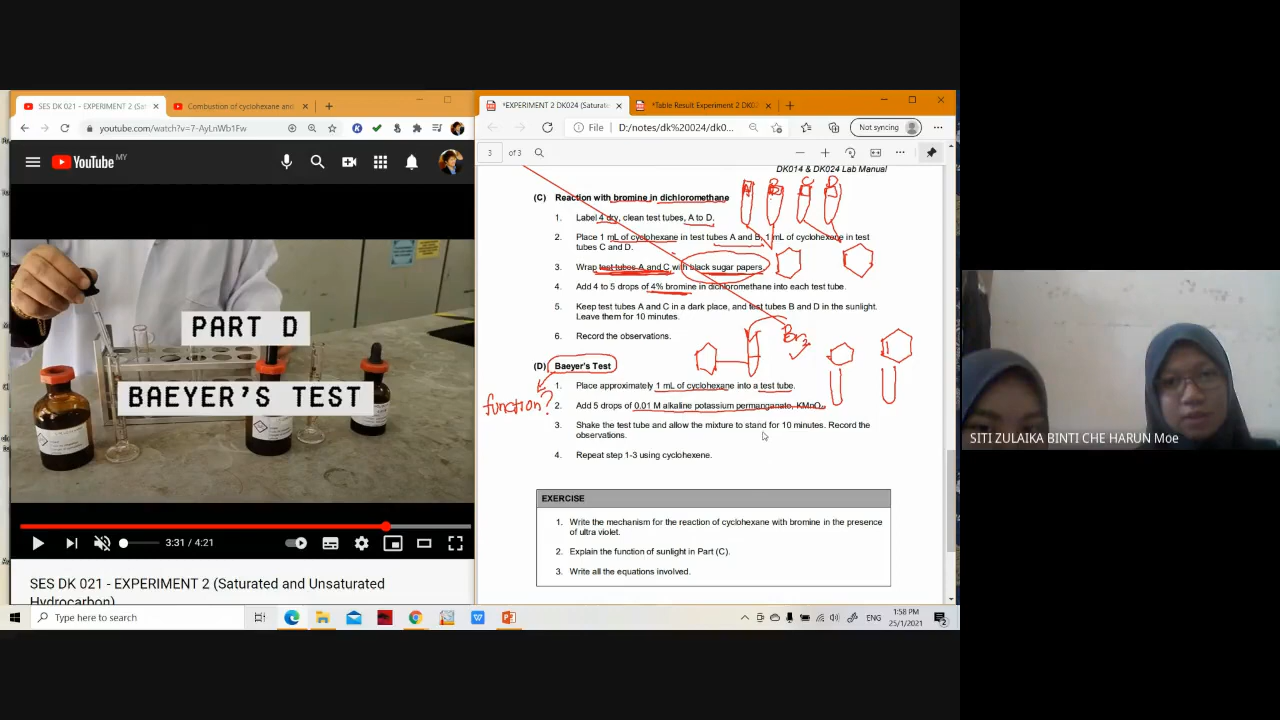 SES DK 021 - EXPERIMENT 2 (Sat
Combustion of cyclohexane and
youtube.com/watch?v=7-AyLnWb1Fw
YouTube MY
PART D
BAEYER'S TEST
3:31 / 4:21
SES DK 021 - EXPERIMENT 2 (Saturated and Unsaturated
Hydrocarbon)
*EXPERIMENT 2 DK024 (Saturate
*Table Result Experiment 2 DK0
File D:/notes/dk%20024/dk0...
Not syncing
3 of 3
DK014 & DK024 Lab Manual
A B C D
(C) Reaction with bromine in dichloromethane
1. Label 4 dry, clean test tubes, A to D.
2. Place 1 mL of cyclohexane in test tubes A and B, 1 mL of cyclohexene in test
tubes C and D.
3. Wrap test tubes A and C with black sugar papers.
4. Add 4 to 5 drops of 4% bromine in dichloromethane into each test tube.
5. Keep test tubes A and C in a dark place, and test tubes B and D in the sunlight.
Leave them for 10 minutes.
6. Record the observations.
Br2
(D) Baeyer's Test
function?
1. Place approximately 1 mL of cyclohexane into a test tube.
2. Add 5 drops of 0.01 M alkaline potassium permanganate, KMnO4.
3. Shake the test tube and allow the mixture to stand for 10 minutes. Record the
observations.
4. Repeat step 1-3 using cyclohexene.
EXERCISE
1. Write the mechanism for the reaction of cyclohexane with bromine in the presence
of ultra violet.
2. Explain the function of sunlight in Part (C).
3. Write all the equations involved.
Type here to search
ENG
1:58 PM
25/1/2021
2
SITI ZULAIKA BINTI CHE HARUN Moe